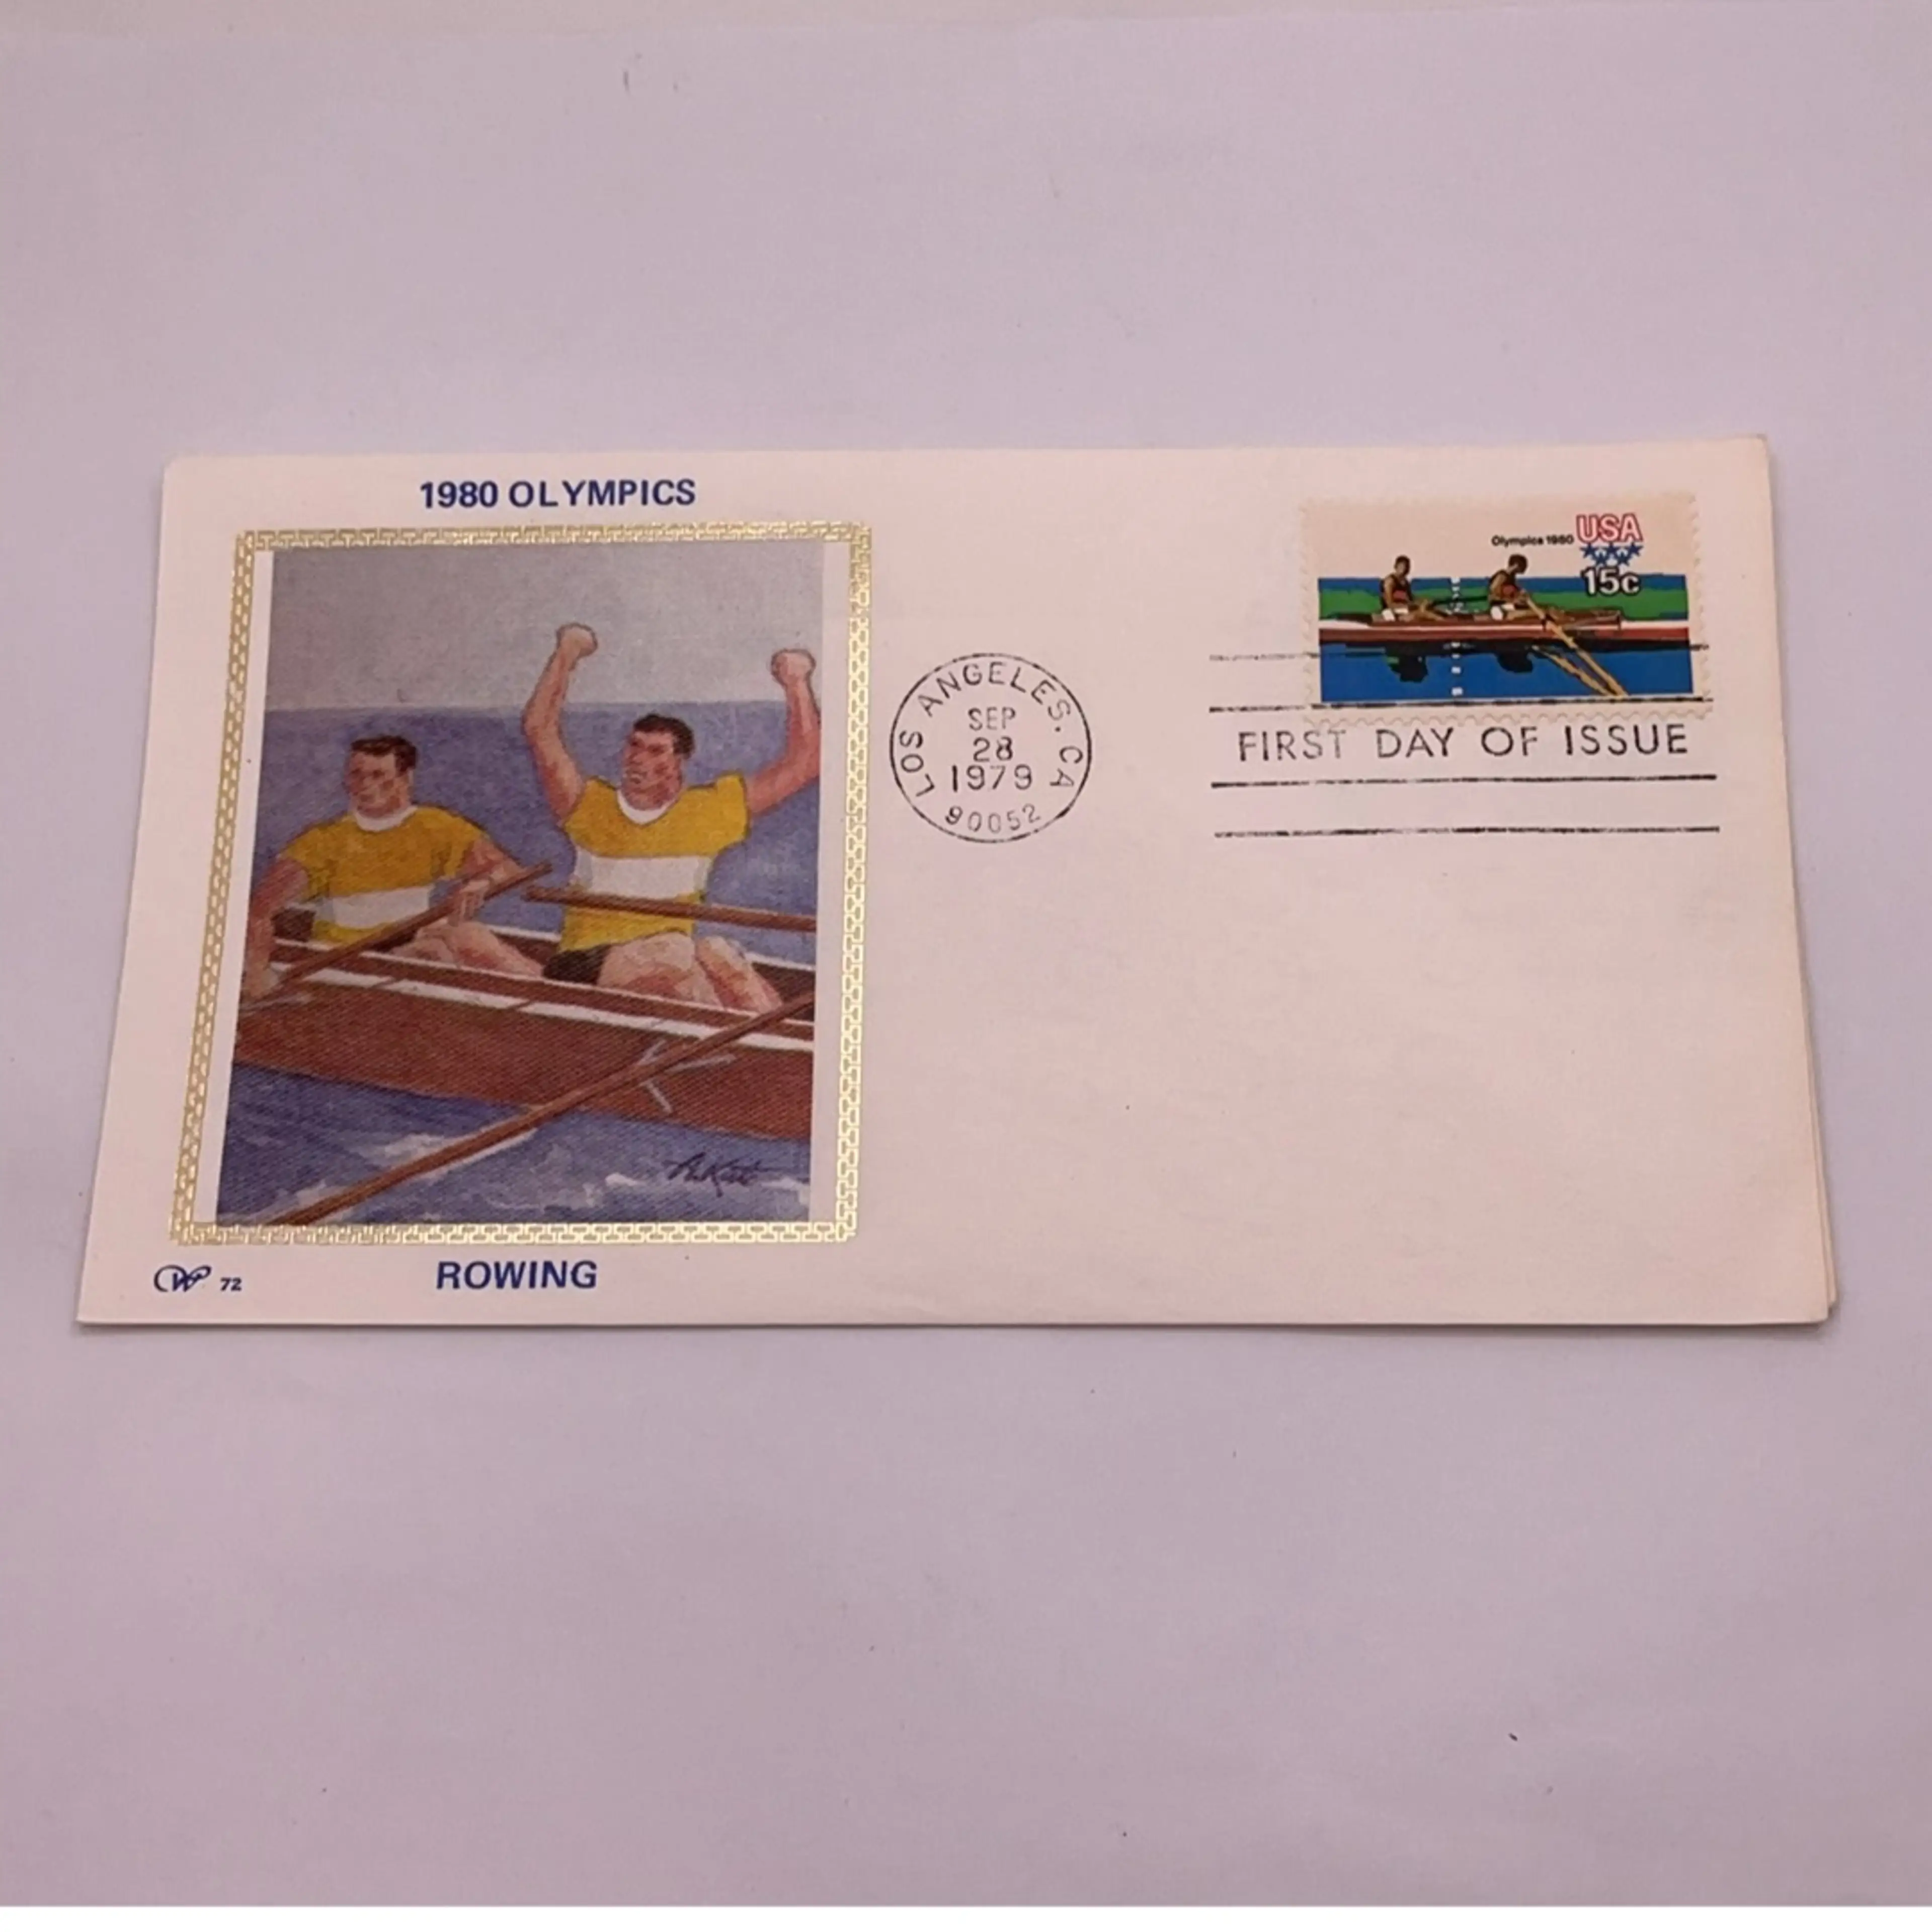 1980 OLYMPICS
Olympics 1980 USA
15c
LOS ANGELES, CA
SEP
28
1979
90052
FIRST DAY OF ISSUE
72
ROWING